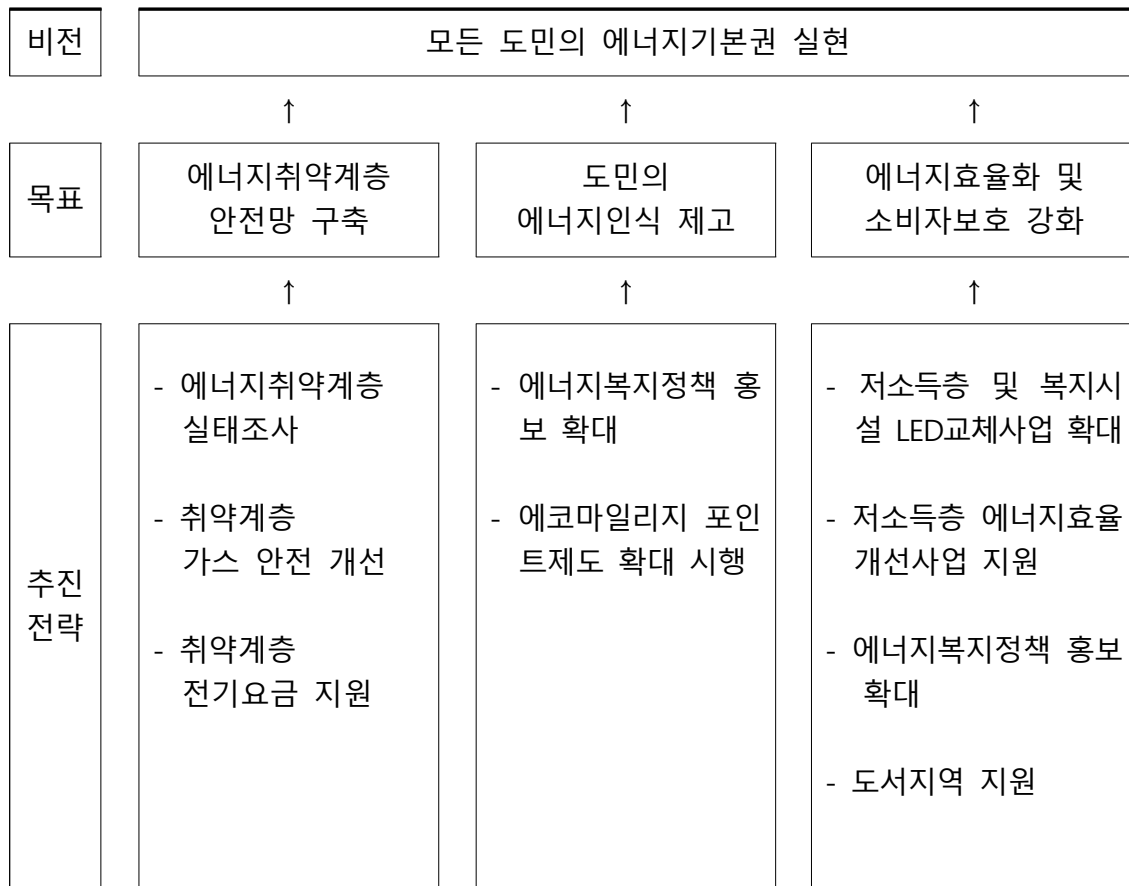 비전
모든 도민의 에너지기본권 실현
↑ ↑ ↑
목표
에너지취약계층
안전망 구축
도민의
에너지인식 제고
에너지효율화 및
소비자보호 강화
↑ ↑ ↑
추진
전략
- 에너지취약계층
실태조사
- 취약계층
가스 안전 개선
- 취약계층
전기요금 지원
- 에너지복지정책 홍
보 확대
- 에코마일리지 포인
트제도 확대 시행
- 저소득층 및 복지시
설 LED교체사업 확대
- 저소득층 에너지효율
개선사업 지원
- 에너지복지정책 홍보
확대
- 도서지역 지원